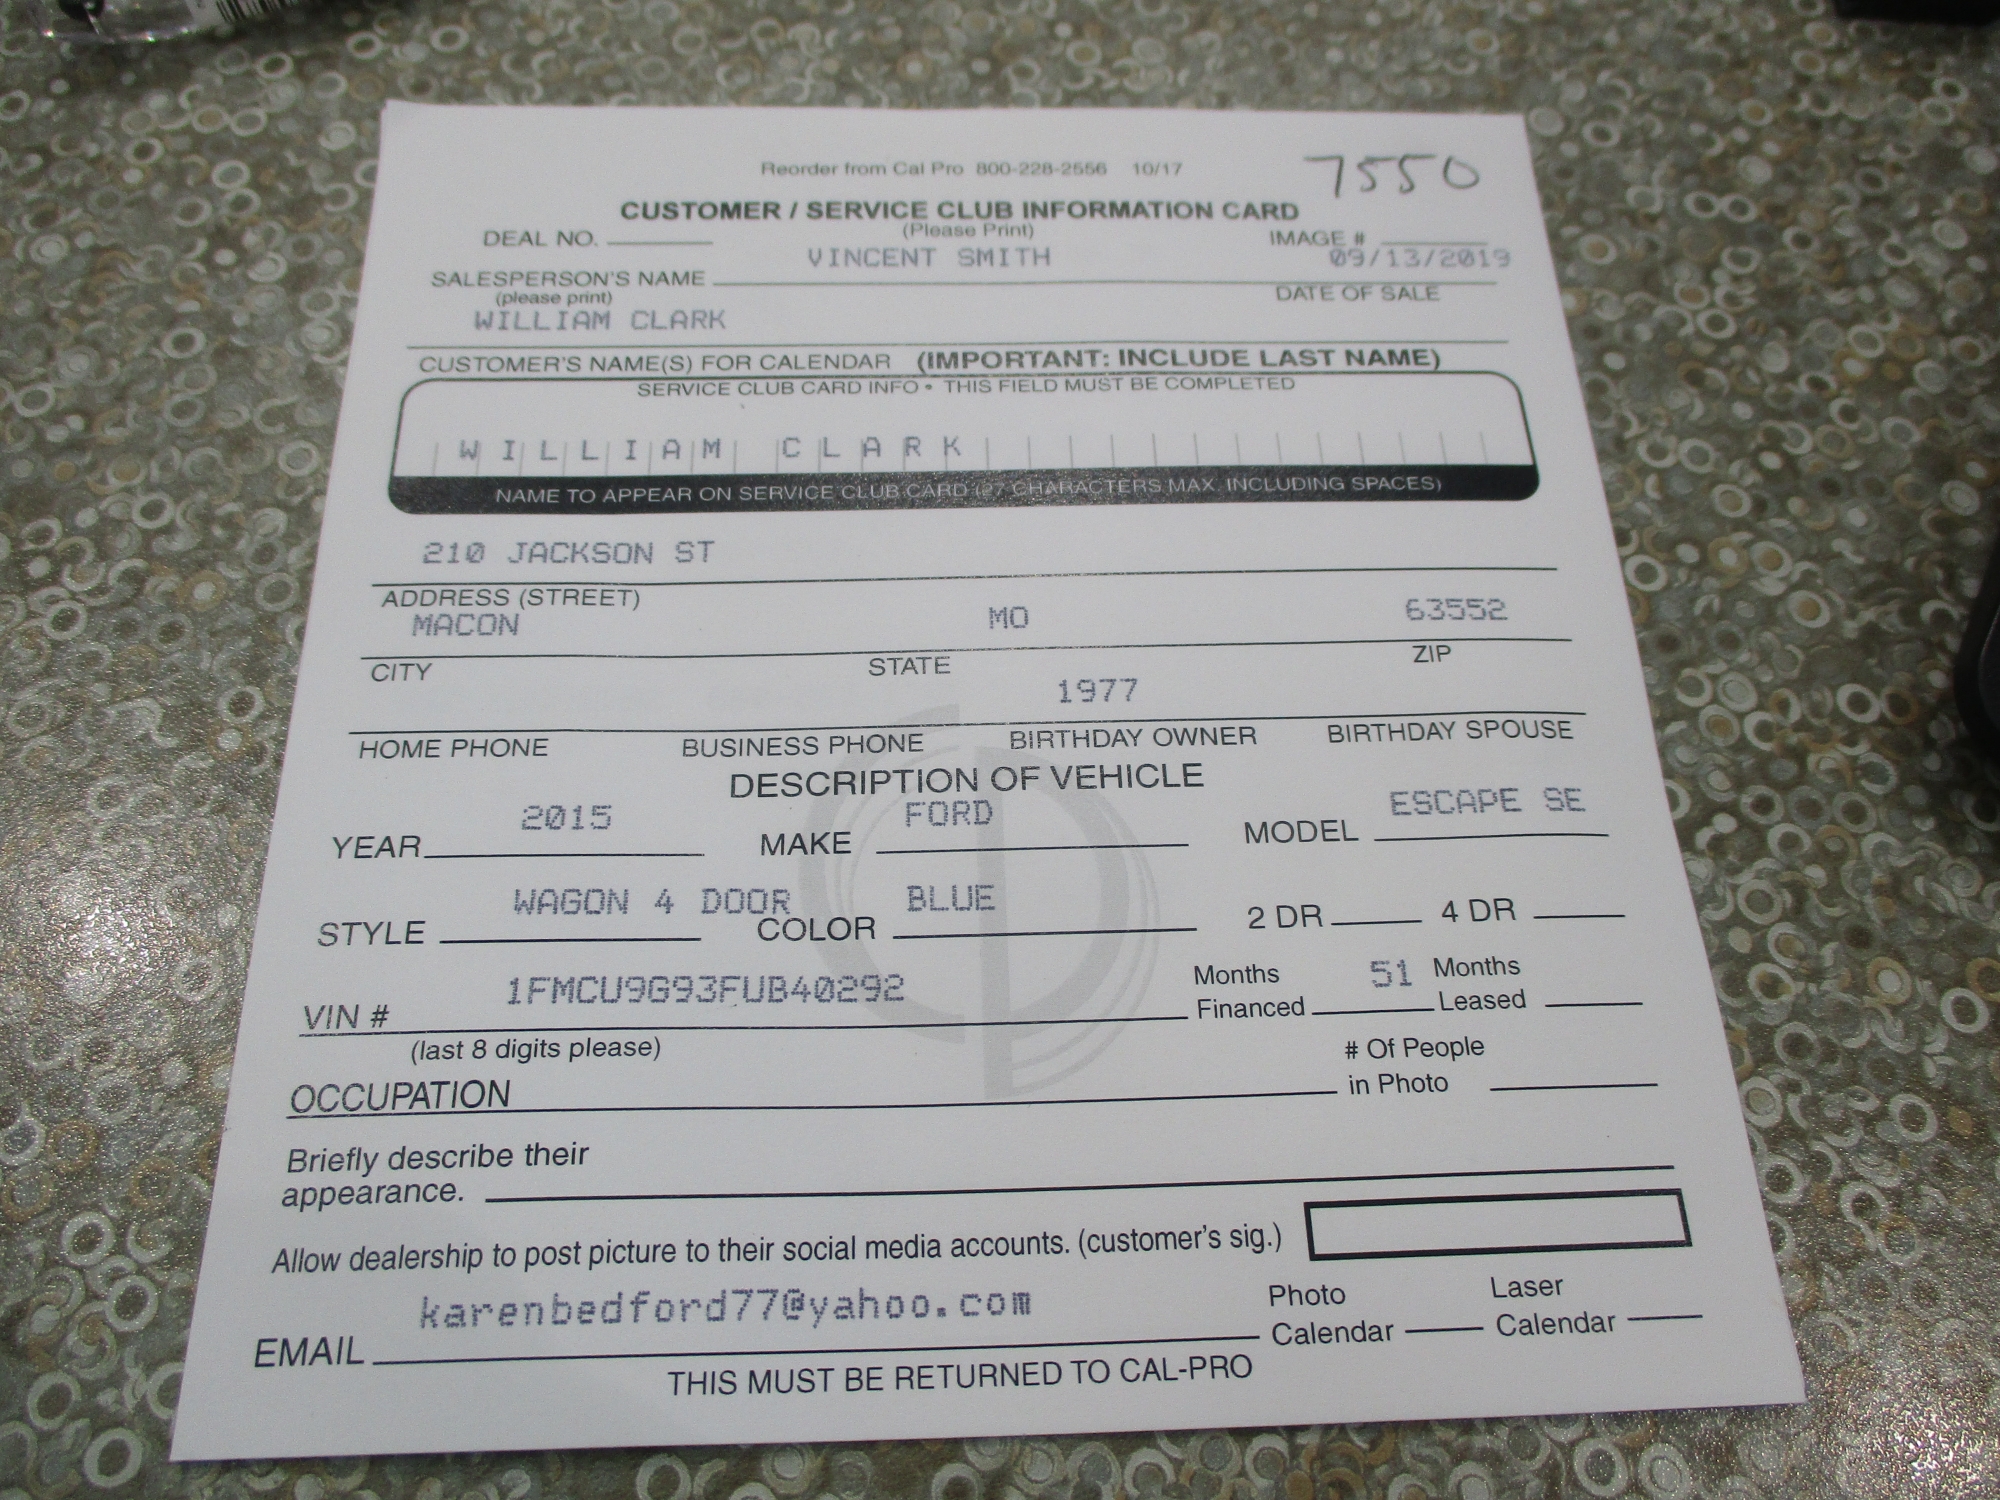 Reorder from Cal Pro 800-228-2556 10/17
7550
CUSTOMER / SERVICE CLUB INFORMATION CARD
(Please Print)
DEAL NO.
IMAGE #
VINCENT SMITH 09/13/2019
SALESPERSON'S NAME DATE OF SALE
(please print)
WILLIAM CLARK
CUSTOMER'S NAME(S) FOR CALENDAR (IMPORTANT: INCLUDE LAST NAME)
SERVICE CLUB CARD INFO • THIS FIELD MUST BE COMPLETED
WILLIAM CLARK
NAME TO APPEAR ON SERVICE CLUB CARD (27 CHARACTERS MAX. INCLUDING SPACES)
210 JACKSON ST
ADDRESS (STREET)
MACON MO 63552
CITY STATE ZIP
1977
HOME PHONE BUSINESS PHONE BIRTHDAY OWNER BIRTHDAY SPOUSE
DESCRIPTION OF VEHICLE
YEAR 2015 MAKE FORD MODEL ESCAPE SE
STYLE WAGON 4 DOOR COLOR BLUE 2 DR 4 DR
VIN # 1FMCU9G93FUB40292 Months Financed 51 Months Leased
(last 8 digits please)
OCCUPATION # Of People in Photo
Briefly describe their
appearance.
Allow dealership to post picture to their social media accounts. (customer's sig.)
EMAIL karenbedford77@yahoo.com Photo Calendar Laser Calendar
THIS MUST BE RETURNED TO CAL-PRO